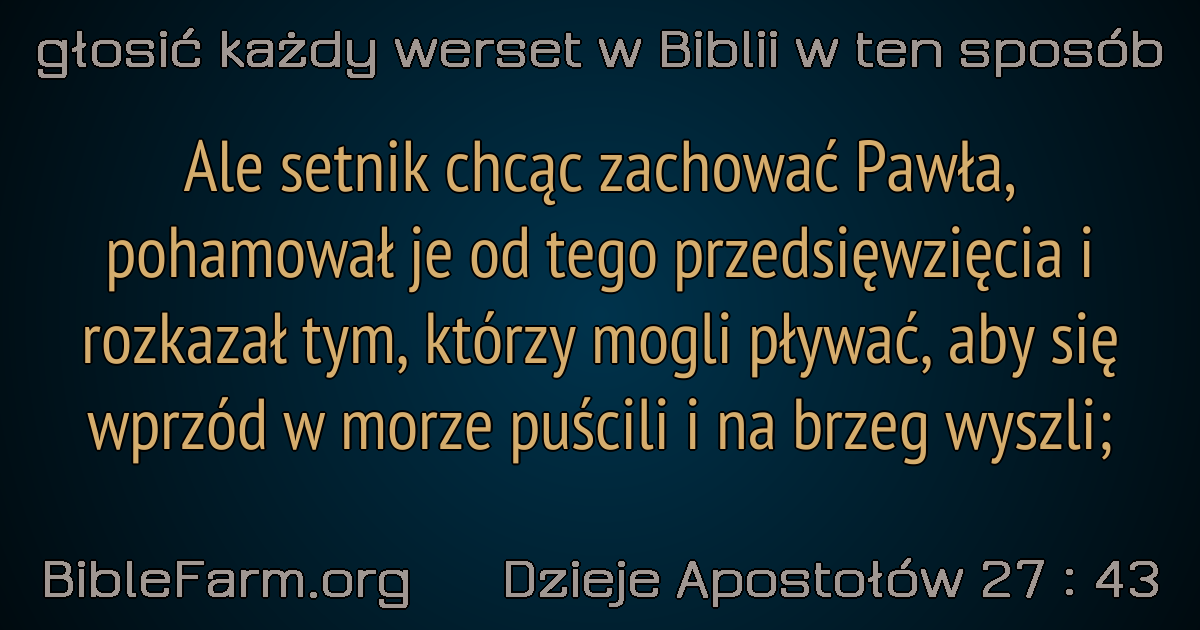 głosić każdy werset w Biblii w ten sposób
Ale setnik chcąc zachować Pawła,
pohamował je od tego przedsięwzięcia i
rozkazał tym, którzy mogli pływać, aby się
wprzód w morze puścili i na brzeg wyszli;
BibleFarm.org Dzieje Apostołów 27 : 43